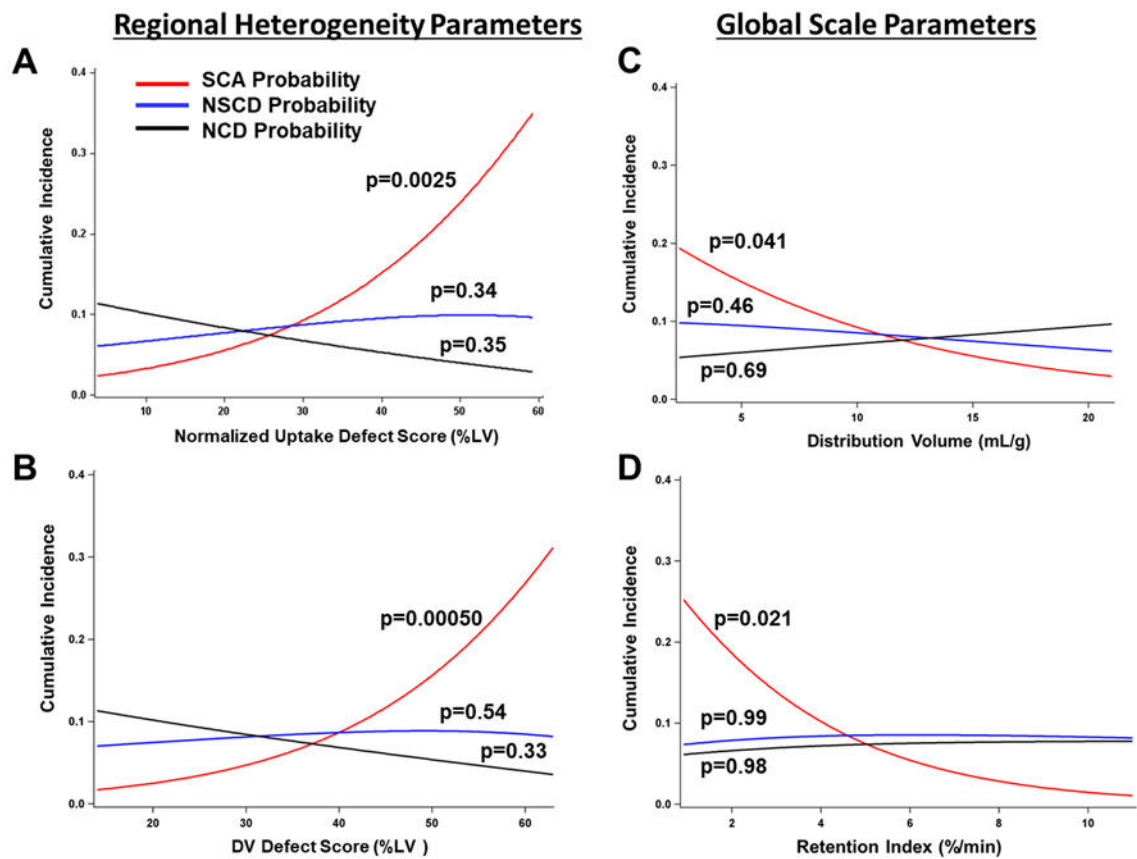 Regional Heterogeneity Parameters
Global Scale Parameters
A
SCA Probability
NSCD Probability
NCD Probability
Cumulative Incidence
0.4
0.3
0.2
0.1
0.0
p=0.0025
p=0.34
p=0.35
10
20
30
40
50
60
Normalized Uptake Defect Score (%LV)
C
Cumulative Incidence
0.4
0.3
0.2
0.1
0.0
p=0.041
p=0.46
p=0.69
5
10
15
20
Distribution Volume (mL/g)
B
Cumulative Incidence
0.4
0.3
0.2
0.1
0.0
p=0.00050
p=0.54
p=0.33
20
30
40
50
60
DV Defect Score (%LV )
D
Cumulative Incidence
0.4
0.3
0.2
0.1
0.0
p=0.021
p=0.99
p=0.98
2
4
6
8
10
Retention Index (%/min)